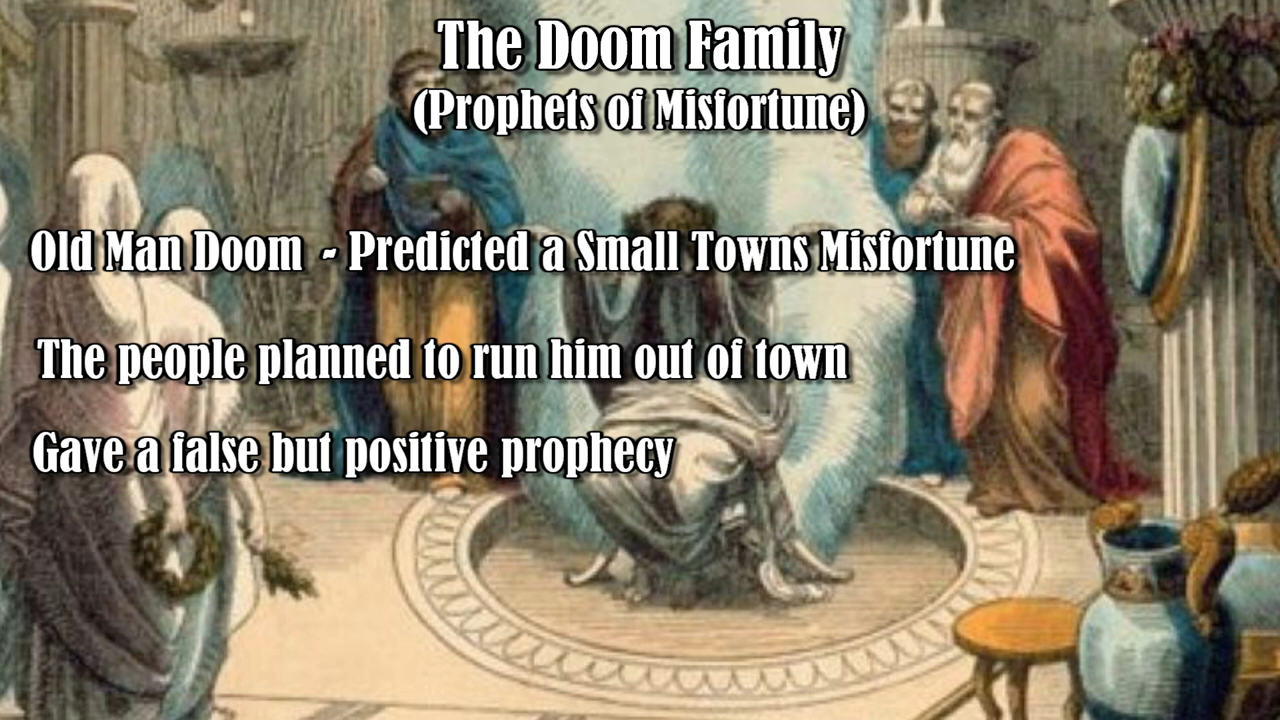 The Doom Family
(Prophets of Misfortune)
Old Man Doom - Predicted a Small Towns Misfortune
The people planned to run him out of town
Gave a false but positive prophecy